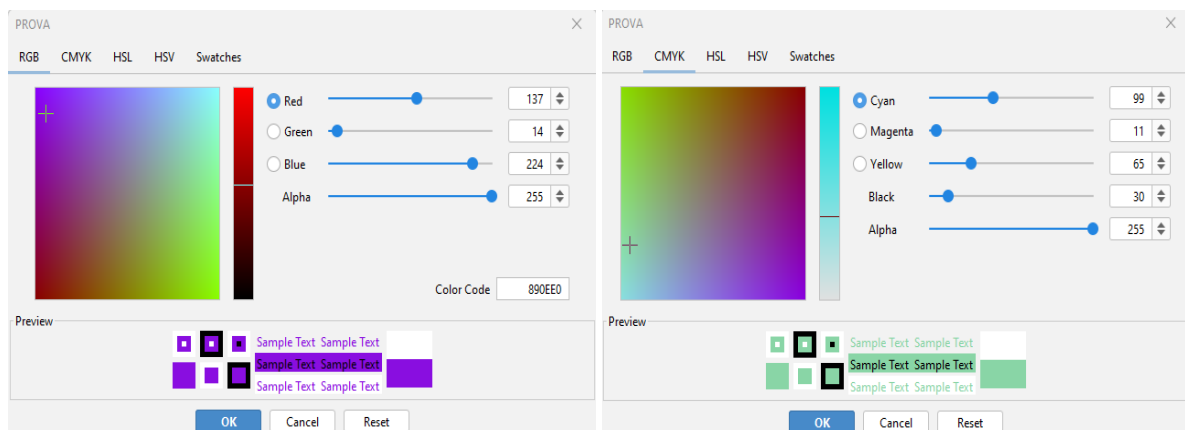 PROVA
RGB CMYK HSL HSV Swatches
Red 137
Green 14
Blue 224
Alpha 255
Color Code 890EE0
Preview
Sample Text Sample Text
Sample Text Sample Text
Sample Text Sample Text
OK Cancel Reset
PROVA
RGB CMYK HSL HSV Swatches
Cyan 99
Magenta 11
Yellow 65
Black 30
Alpha 255
Preview
Sample Text Sample Text
Sample Text Sample Text
Sample Text Sample Text
OK Cancel Reset